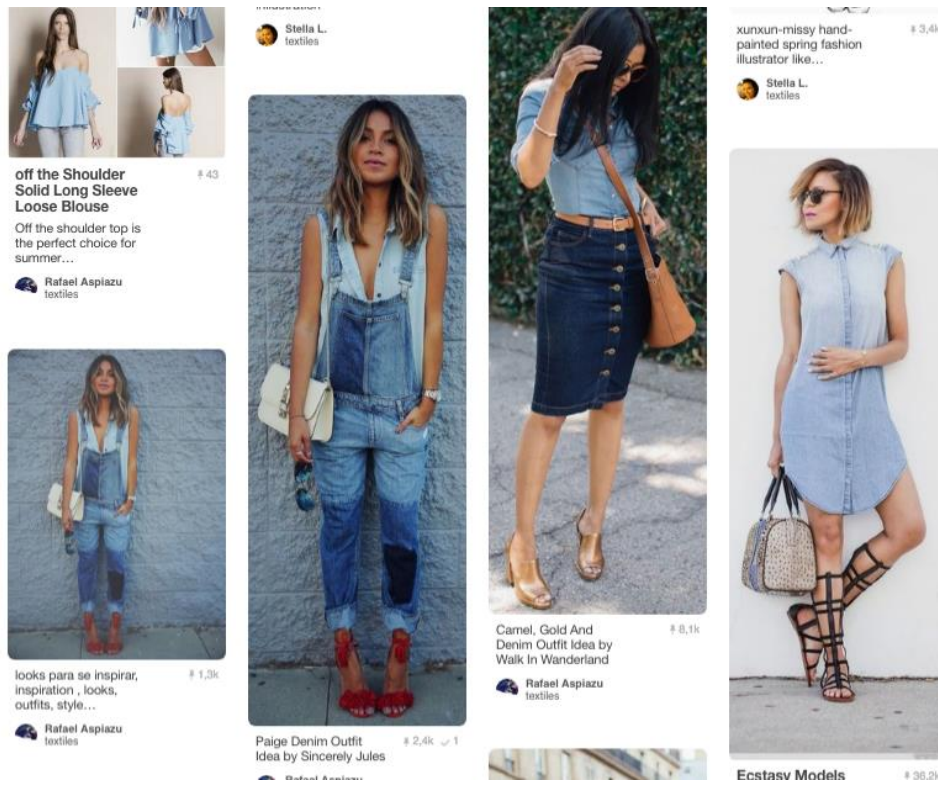 off the Shoulder
Solid Long Sleeve
Loose Blouse
43
Off the shoulder top is
the perfect choice for
summer...
Rafael Aspiazu
textiles
looks para se inspirar,
inspiration , looks,
outfits, style...
1,3k
Rafael Aspiazu
textiles
Stella L.
textiles
Paige Denim Outfit
Idea by Sincerely Jules
2,4k 1
Rafael Aspiazu
Camel, Gold And
Denim Outfit Idea by
Walk In Wanderland
8,1k
Rafael Aspiazu
textiles
xunxun-missy hand-
painted spring fashion
illustrator like...
3,4k
Stella L.
textiles
Ecstasy Models
36,2k